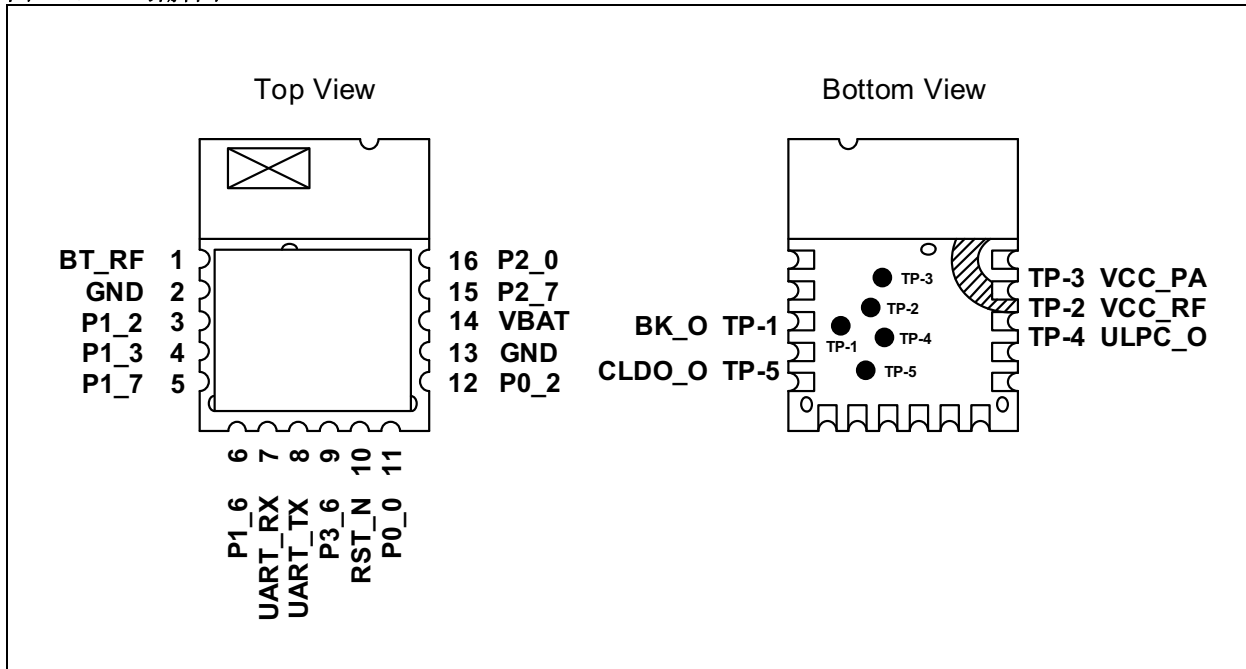 Top View
BT_RF 1
GND 2
P1_2 3
P1_3 4
P1_7 5
16 P2_0
15 P2_7
14 VBAT
13 GND
12 P0_2
6 P1_6
7 UART_RX
8 UART_TX
9 P3_6
10 RST_N
11 P0_0
Bottom View
BK_O TP-1
CLDO_O TP-5
TP-3
TP-2
TP-1
TP-4
TP-5
TP-3 VCC_PA
TP-2 VCC_RF
TP-4 ULPC_O